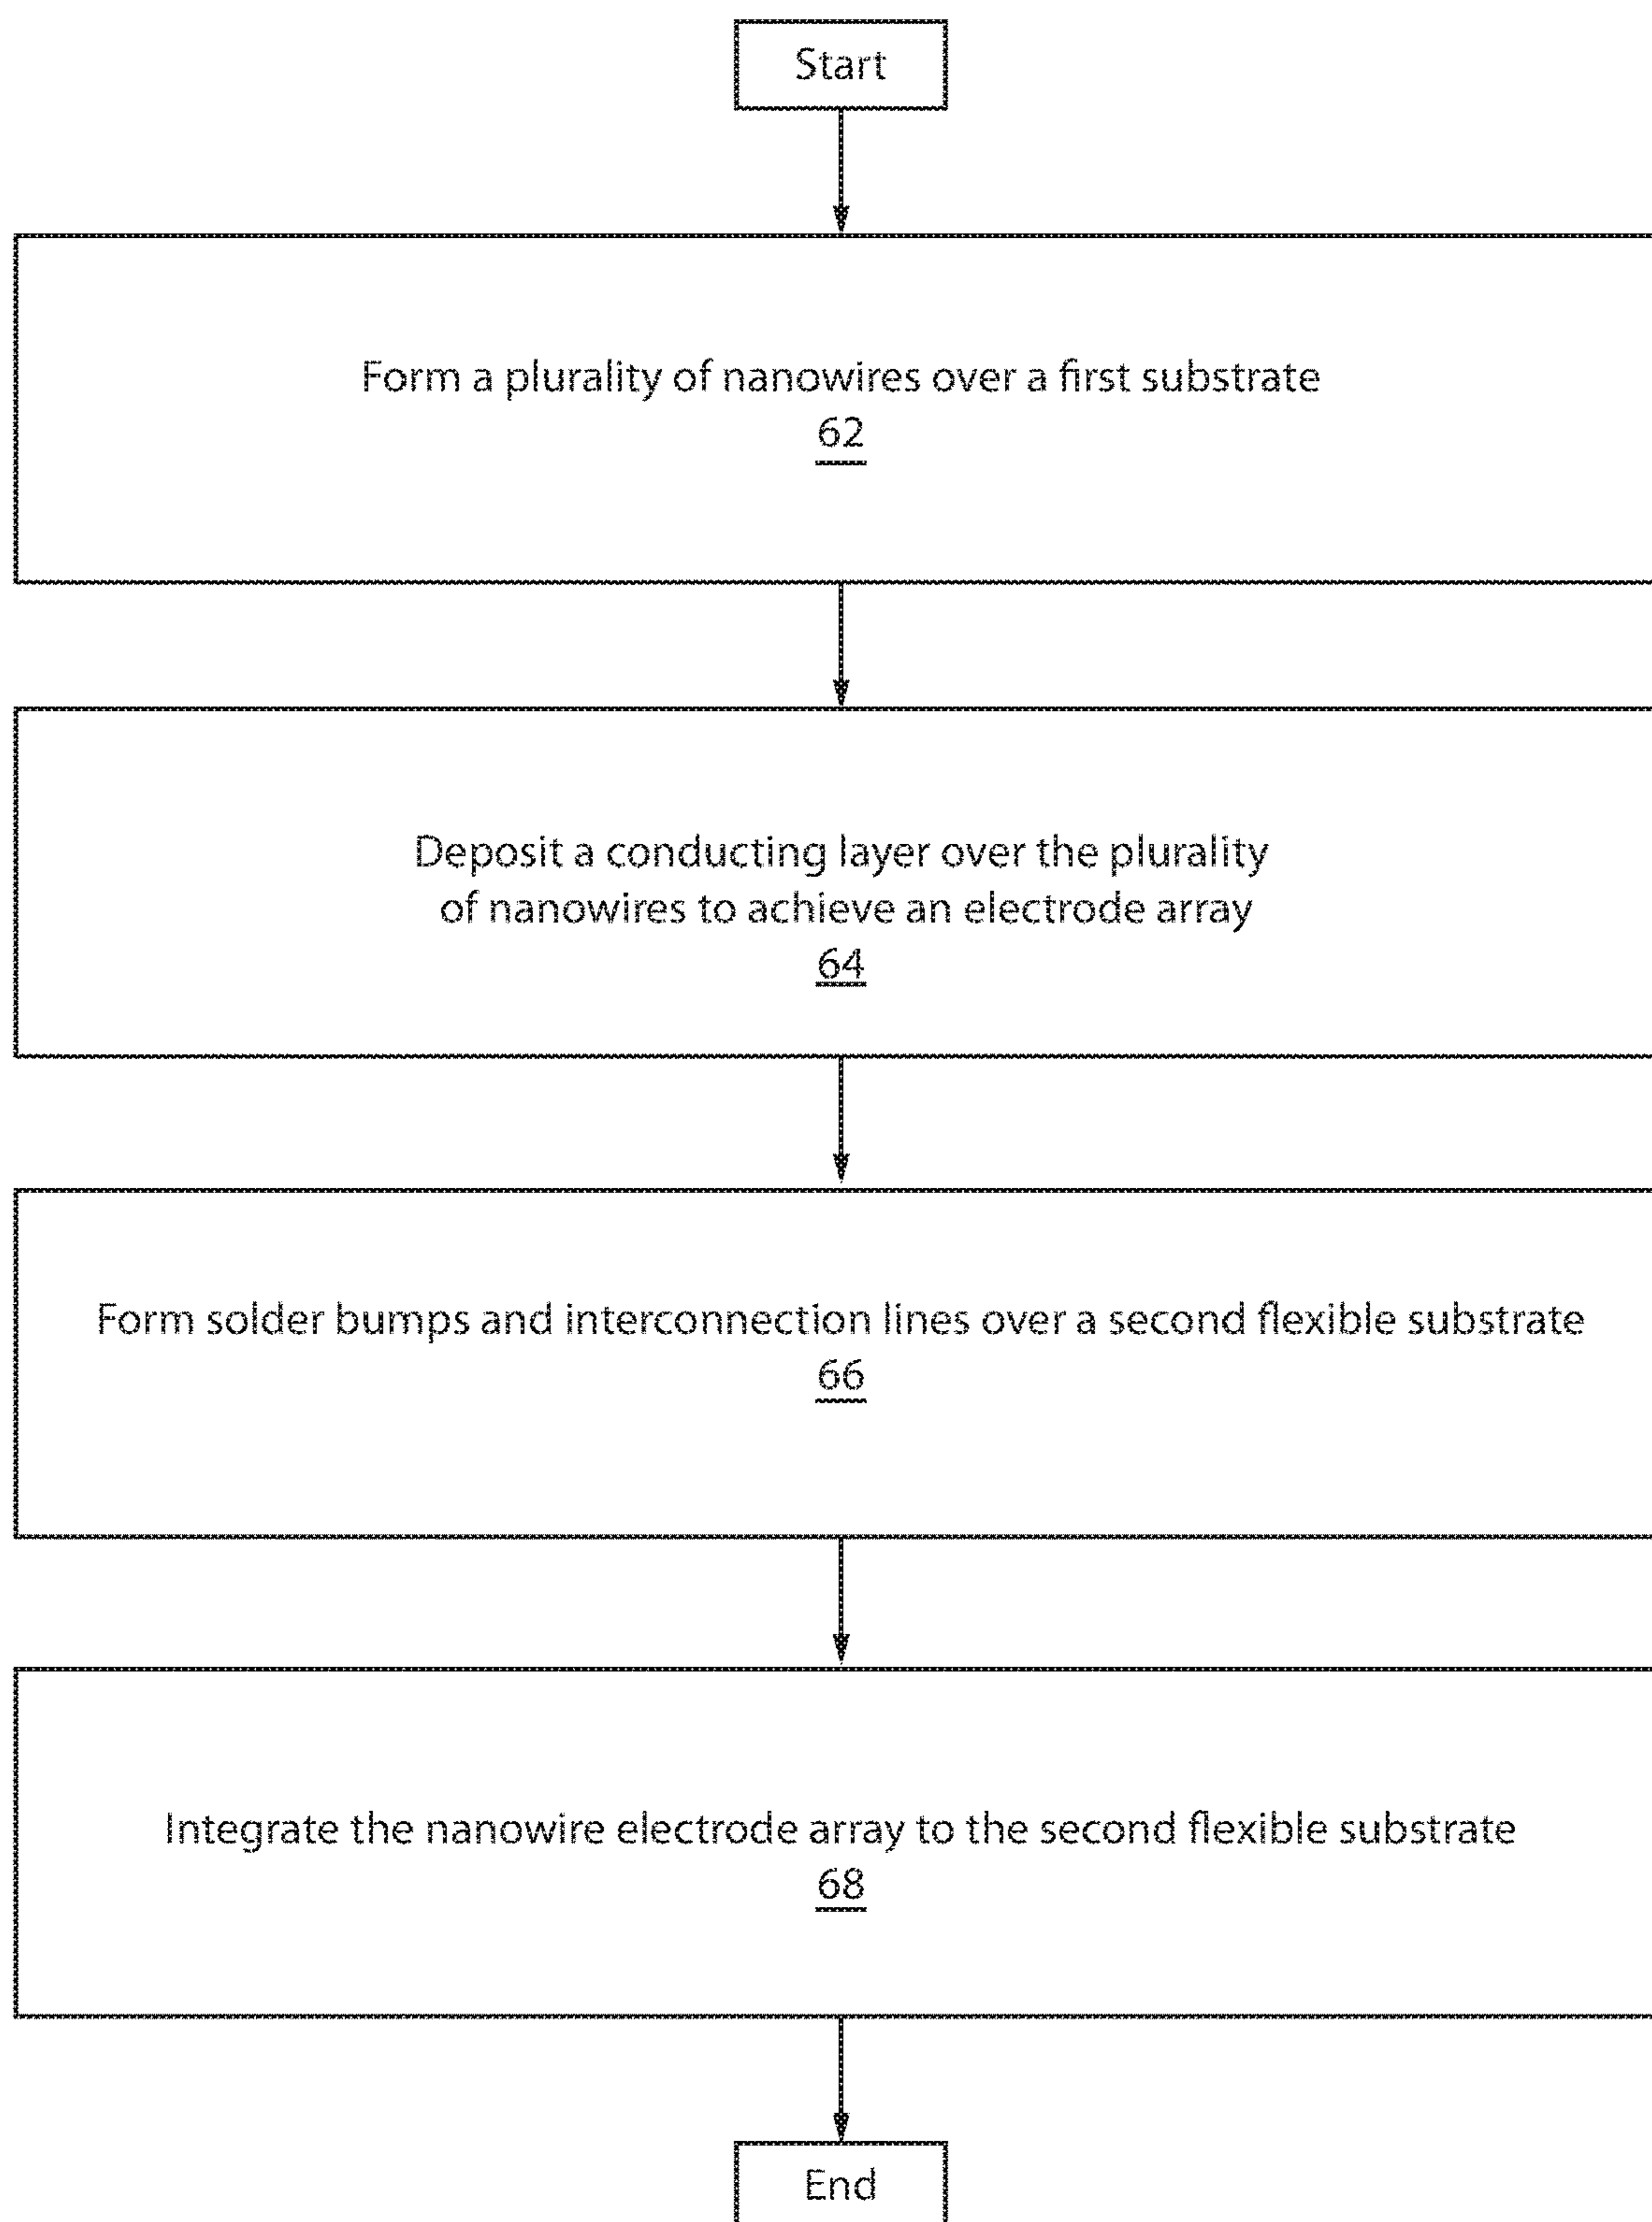 Start
Form a plurality of nanowires over a first substrate
62
Deposit a conducting layer over the plurality
of nanowires to achieve an electrode array
64
Form solder bumps and interconnection lines over a second flexible substrate
66
Integrate the nanowire electrode array to the second flexible substrate
68
End